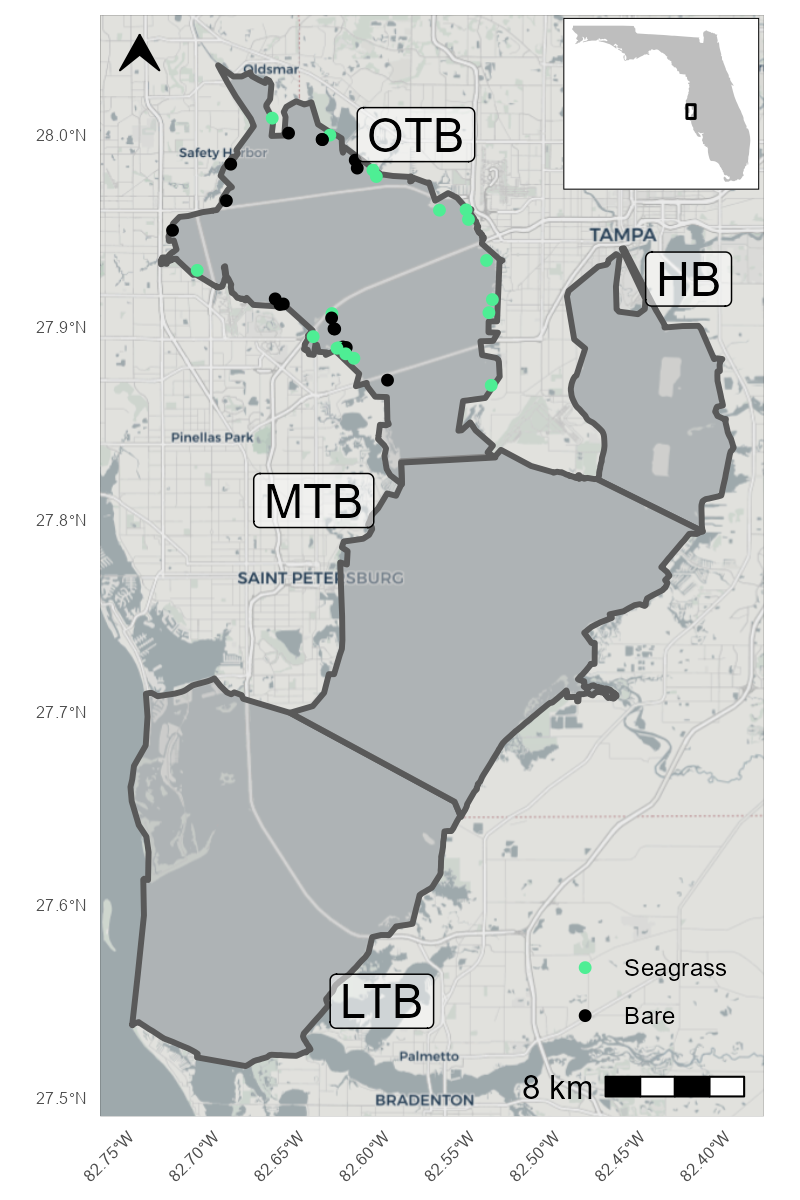 Oldsmar
OTB
28.0°N
Safety Harbor
TAMPA
HB
27.9°N
Pinellas Park
MTB
27.8°N
SAINT PETERSBURG
27.7°N
27.6°N
Seagrass
LTB
Bare
Palmetto
8 km
27.5°N
BRADENTON
82.75°W
82.70°W
82.65°W
82.60°W
82.55°W
82.50°W
82.45°W
82.40°W